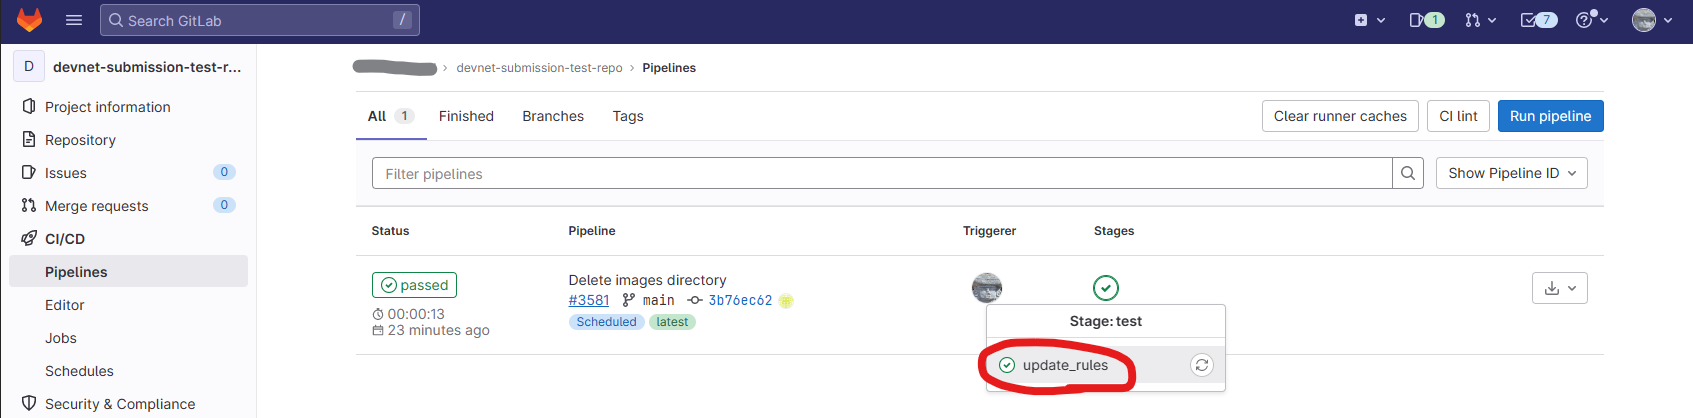 Search GitLab /
1
7
D devnet-submission-test-r...
Project information
Repository
Issues 0
Merge requests 0
CI/CD
Pipelines
Editor
Jobs
Schedules
Security & Compliance
› devnet-submission-test-repo › Pipelines
All 1 Finished Branches Tags
Clear runner caches CI lint Run pipeline
Filter pipelines Show Pipeline ID
Status Pipeline Triggerer Stages
passed
00:00:13
23 minutes ago
Delete images directory
#3581 main 3b76ec62
Scheduled latest
Stage: test
update_rules